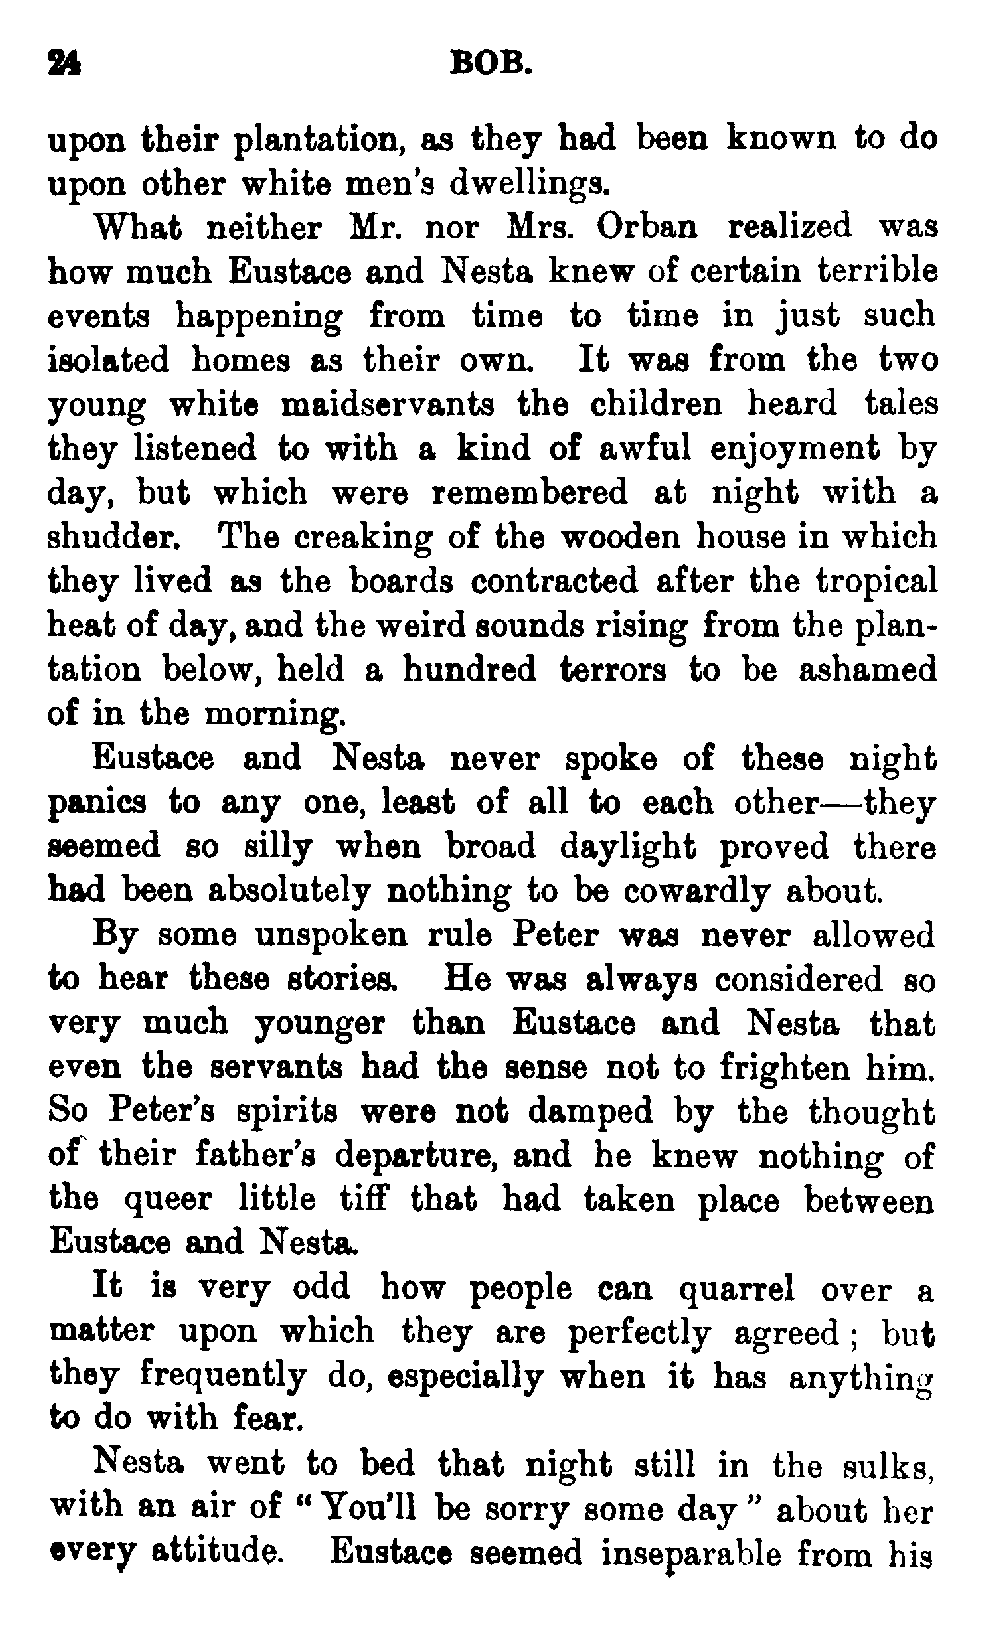 24 BOB.
upon their plantation, as they had been known to do
upon other white men's dwellings.
What neither Mr. nor Mrs. Orban realized was
how much Eustace and Nesta knew of certain terrible
events happening from time to time in just such
isolated homes as their own. It was from the two
young white maidservants the children heard tales
they listened to with a kind of awful enjoyment by
day, but which were remembered at night with a
shudder. The creaking of the wooden house in which
they lived as the boards contracted after the tropical
heat of day, and the weird sounds rising from the plan-
tation below, held a hundred terrors to be ashamed
of in the morning.
Eustace and Nesta never spoke of these night
panics to any one, least of all to each other—they
seemed so silly when broad daylight proved there
had been absolutely nothing to be cowardly about.
By some unspoken rule Peter was never allowed
to hear these stories. He was always considered so
very much younger than Eustace and Nesta that
even the servants had the sense not to frighten him.
So Peter's spirits were not damped by the thought
of their father's departure, and he knew nothing of
the queer little tiff that had taken place between
Eustace and Nesta.
It is very odd how people can quarrel over a
matter upon which they are perfectly agreed ; but
they frequently do, especially when it has anything
to do with fear.
Nesta went to bed that night still in the sulks,
with an air of "You'll be sorry some day" about her
every attitude. Eustace seemed inseparable from his